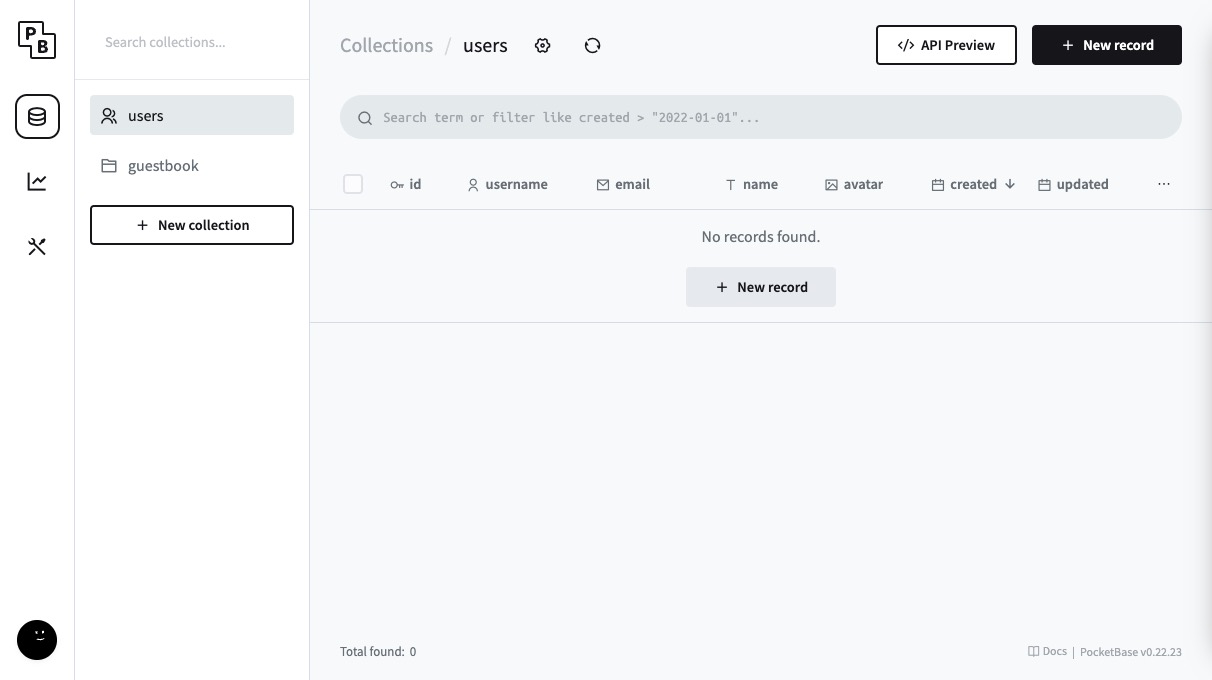 PB
Search collections...
users
guestbook
New collection
Collections / users
API Preview
New record
Search term or filter like created > "2022-01-01"...
id username email name avatar created updated
No records found.
New record
Total found: 0
Docs | PocketBase v0.22.23